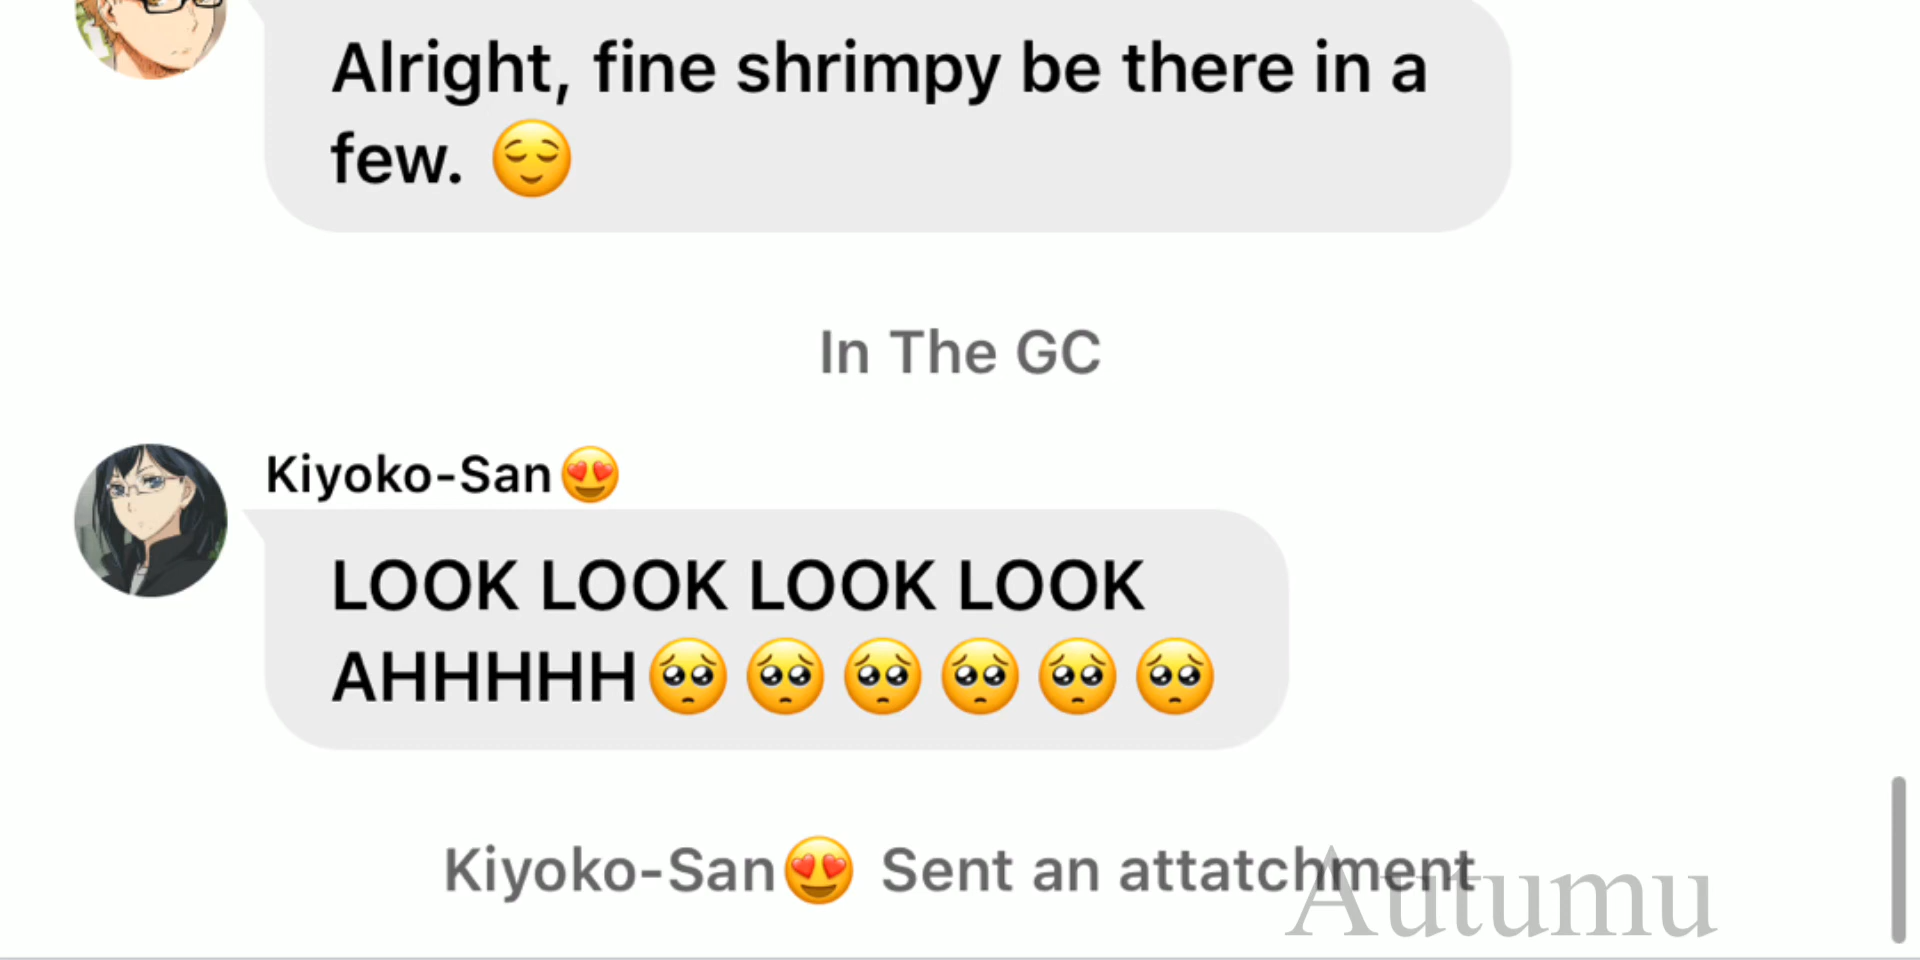 Alright, fine shrimpy be there in a
few. 😌
In The GC
Kiyoko-San😍
LOOK LOOK LOOK LOOK
AHHHHH🥺🥺🥺🥺🥺🥺
Kiyoko-San😍 Sent an attatchment
Autumu